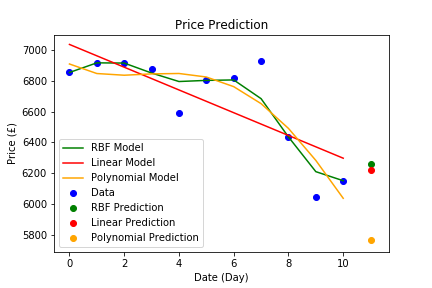 Price Prediction
7000
6800
6600
6400
6200
6000
5800
Price (£)
RBF Model
Linear Model
Polynomial Model
Data
RBF Prediction
Linear Prediction
Polynomial Prediction
0 2 4 6 8 10
Date (Day)